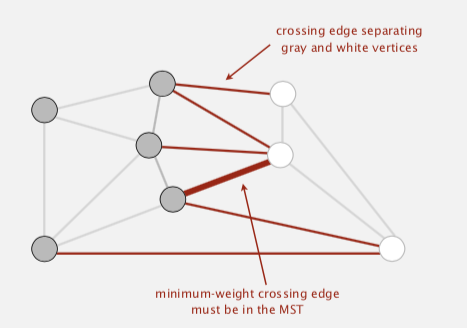 crossing edge separating
gray and white vertices
minimum-weight crossing edge
must be in the MST